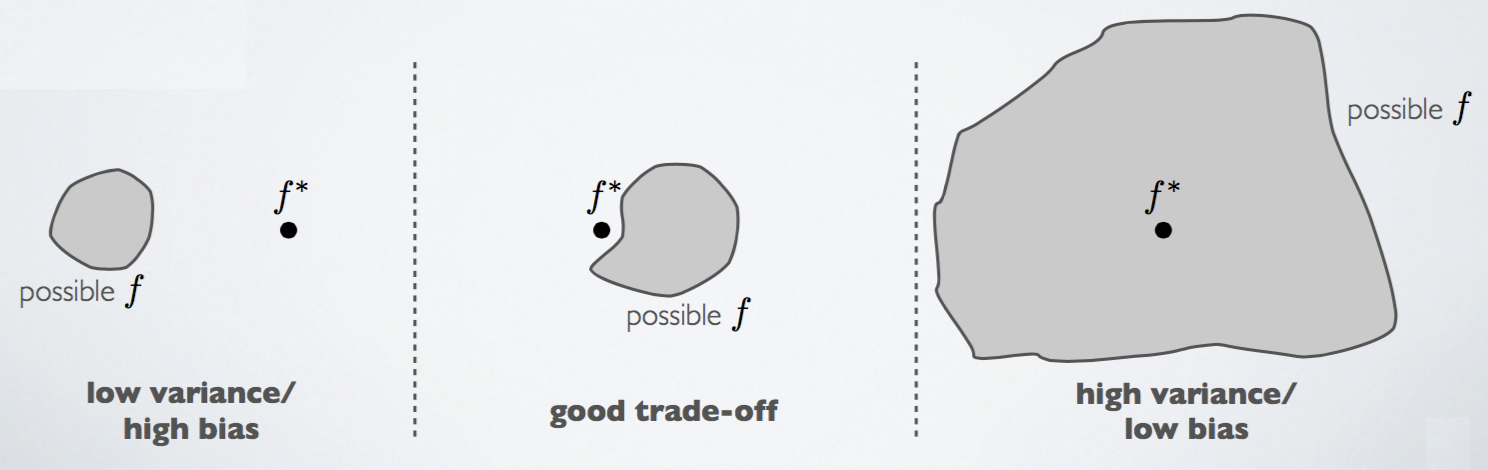 f*
possible f
low variance/
high bias
f*
possible f
good trade-off
possible f
f*
high variance/
low bias